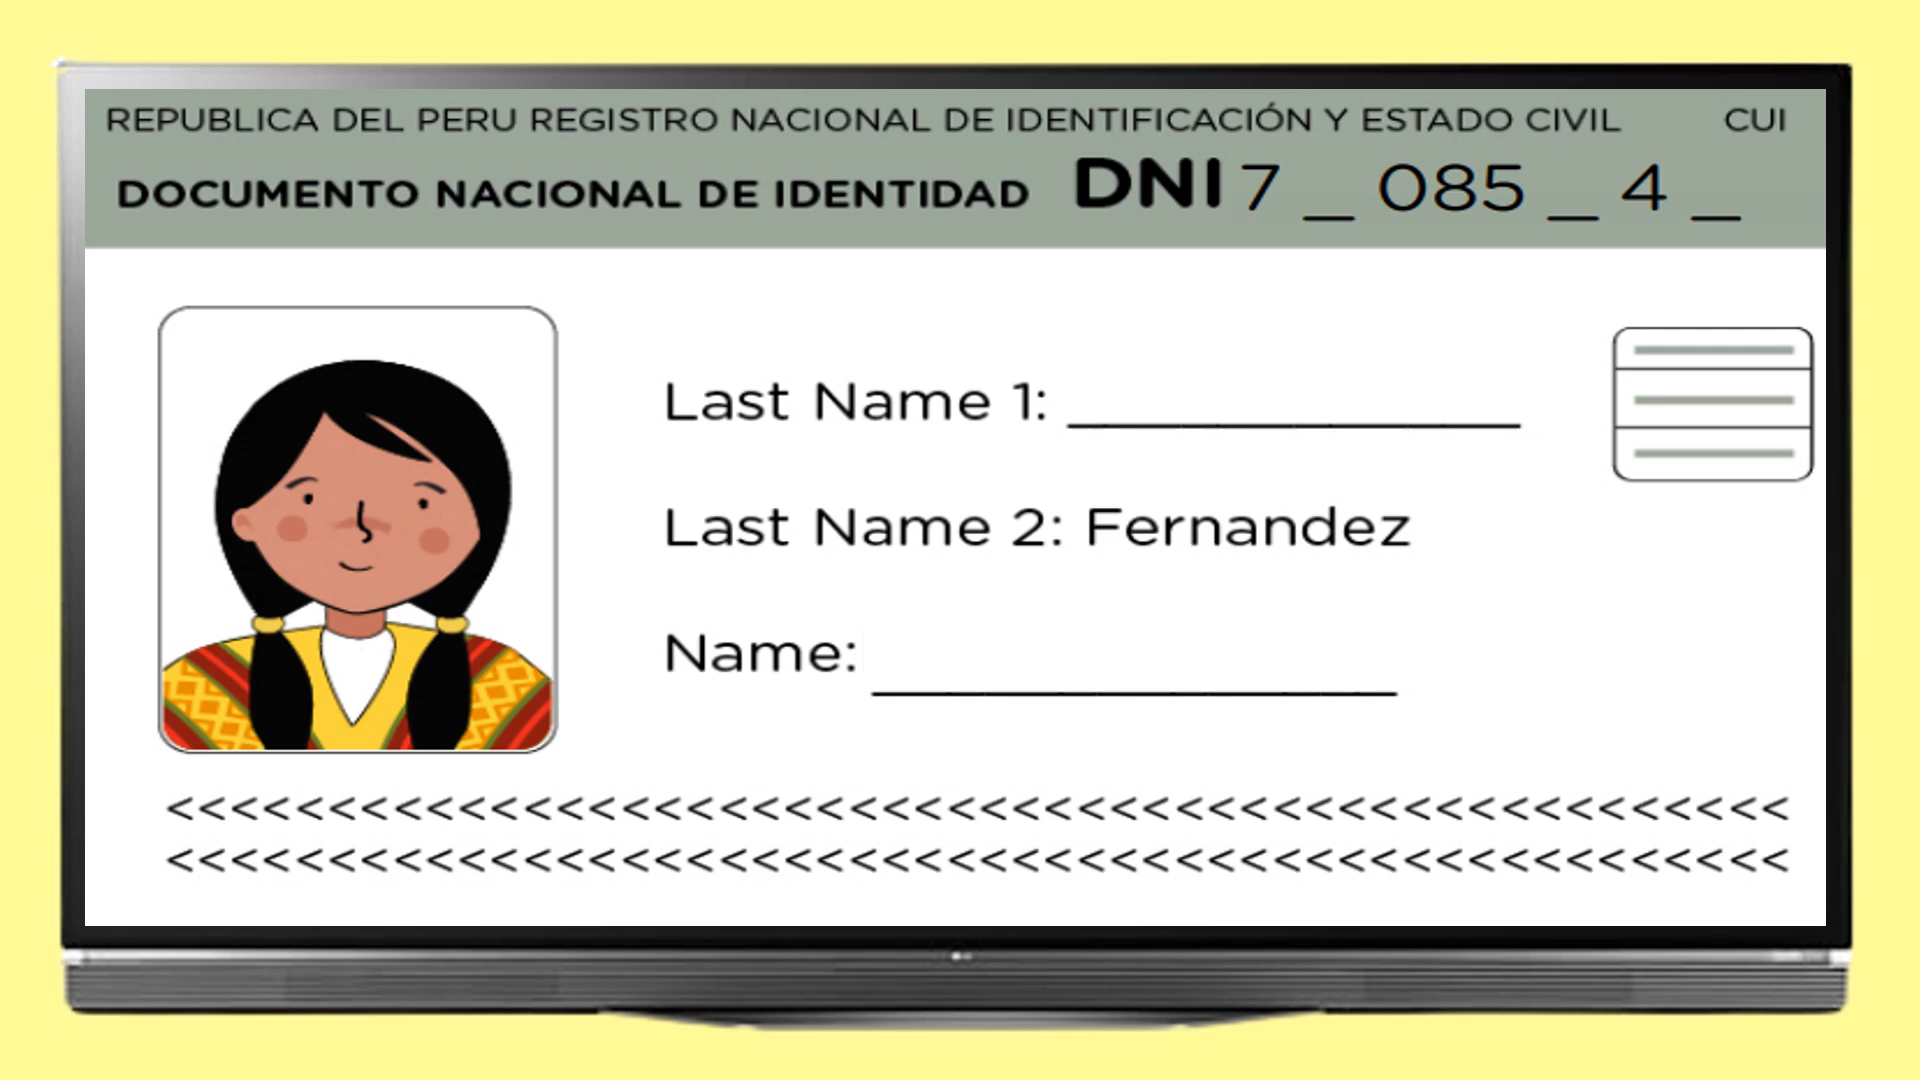 REPUBLICA DEL PERU REGISTRO NACIONAL DE IDENTIFICACIÓN Y ESTADO CIVIL CUI
DOCUMENTO NACIONAL DE IDENTIDAD DNI 7 _ 085 _ 4 _
Last Name 1: _______________
Last Name 2: Fernandez
Name: _______________
<<<<<<<<<<<<<<<<<<<<<<<<<<<<<<<<<<<<<<<<<<<<<<<<<<
<<<<<<<<<<<<<<<<<<<<<<<<<<<<<<<<<<<<<<<<<<<<<<<<<<